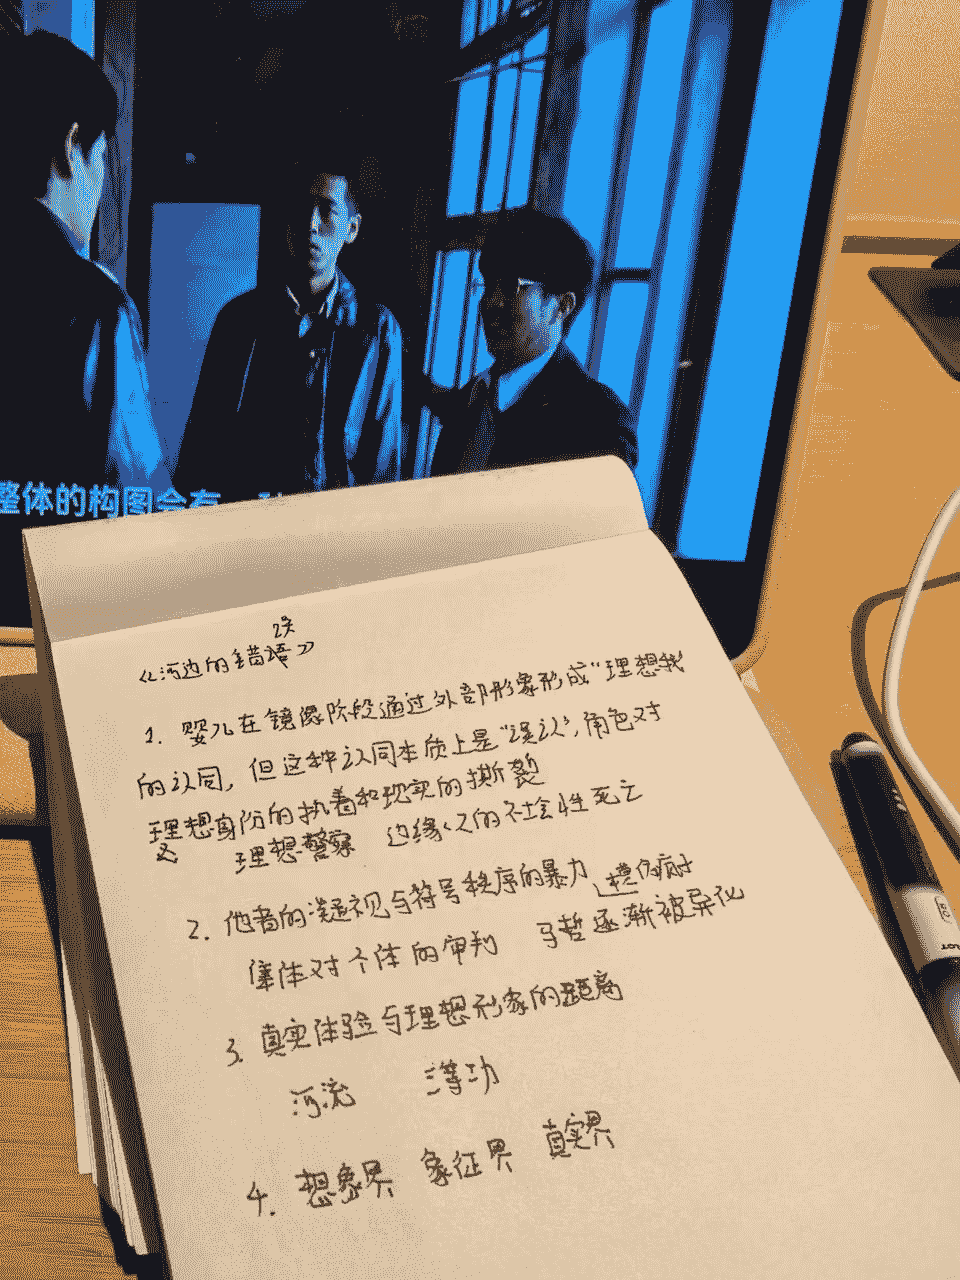 整体的构图会有
误
《河边的错语》
1. 婴儿在镜像阶段通过外部形象形成“理想我
的认同，但这种认同本质上是“误认”，角色对
理想身份的执着和现实的撕裂
理想警察 边缘人的社会性死亡
2. 他者的凝视与符号秩序的暴力
集体对个体的审判 马哲逐渐被异化
3. 真实体验与理想形象的距离
河流 三等功
4. 想象界 象征界 真实界